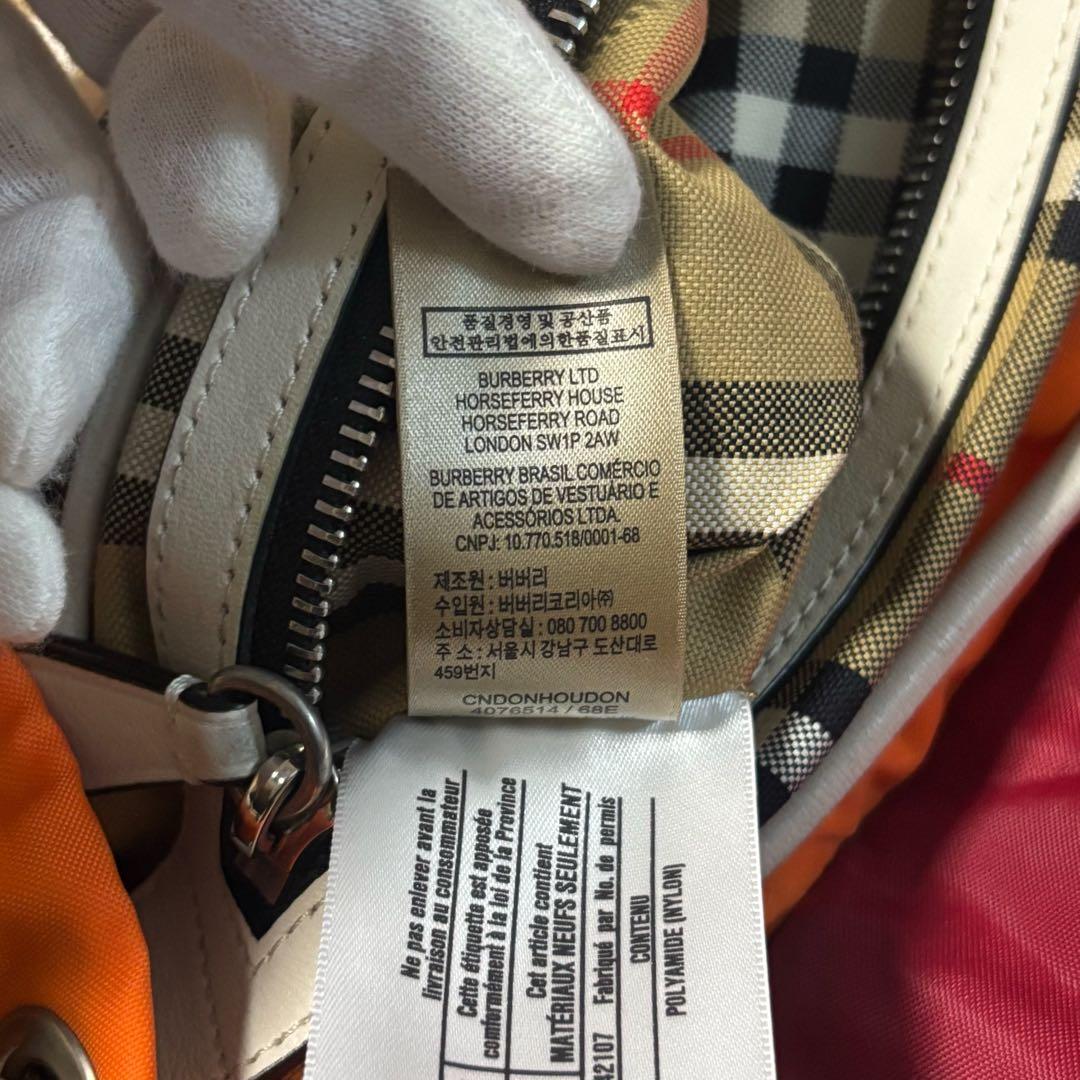 품질경영 및 공산품
안전관리법에의한품질표시
BURBERRY LTD
HORSEFERRY HOUSE
HORSEFERRY ROAD
LONDON SW1P 2AW
BURBERRY BRASIL COMÉRCIO
DE ARTIGOS DE VESTUÁRIO E
ACESSÓRIOS LTDA.
CNPJ: 10.770.518/0001-68
제조원 : 버버리
수입원 : 버버리코리아㈜
소비자상담실 : 080 700 8800
주 소 : 서울시 강남구 도산대로
459번지
CNDONHOUDON
4076514 / 68E
Ne pas enlever avant la
livraison au consommateur
Cette étiquette est apposée
conformément à la loi de la Province
Cet article contient
MATÉRIAUX NEUFS SEULEMENT
42107 Fabriqué par No. de permis
CONTENU
POLYAMIDE (NYLON)